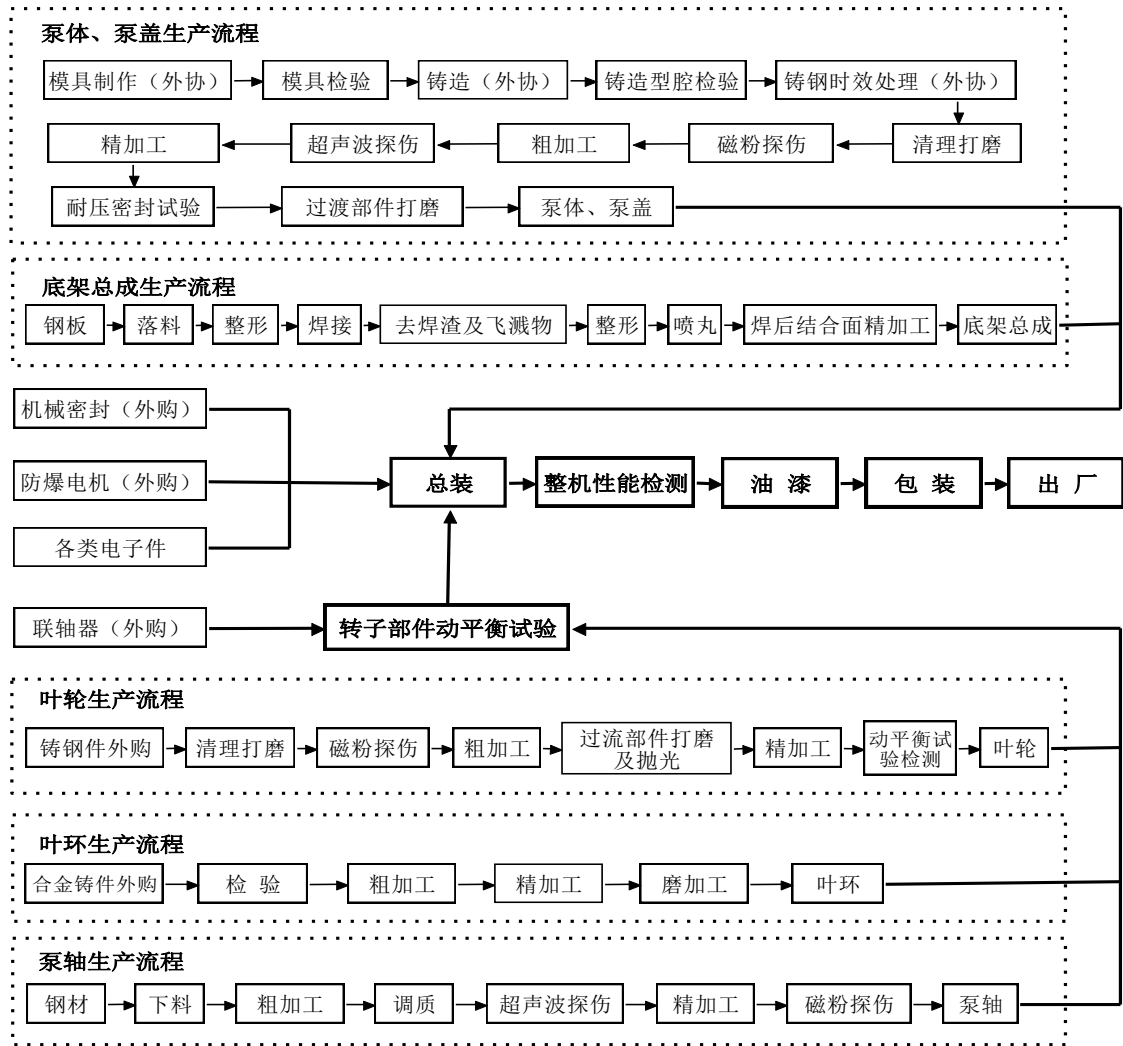 泵体、泵盖生产流程
模具制作（外协）
模具检验
铸造（外协）
铸造型腔检验
铸钢时效处理（外协）
精加工
超声波探伤
粗加工
磁粉探伤
清理打磨
耐压密封试验
过渡部件打磨
泵体、泵盖
底架总成生产流程
钢板
落料
整形
焊接
去焊渣及飞溅物
整形
喷丸
焊后结合面精加工
底架总成
机械密封（外购）
防爆电机（外购）
各类电子件
总装
整机性能检测
油 漆
包 装
出 厂
联轴器（外购）
转子部件动平衡试验
叶轮生产流程
铸钢件外购
清理打磨
磁粉探伤
粗加工
过流部件打磨
及抛光
精加工
动平衡试
验检测
叶轮
叶环生产流程
合金铸件外购
检 验
粗加工
精加工
磨加工
叶环
泵轴生产流程
钢材
下料
粗加工
调质
超声波探伤
精加工
磁粉探伤
泵轴